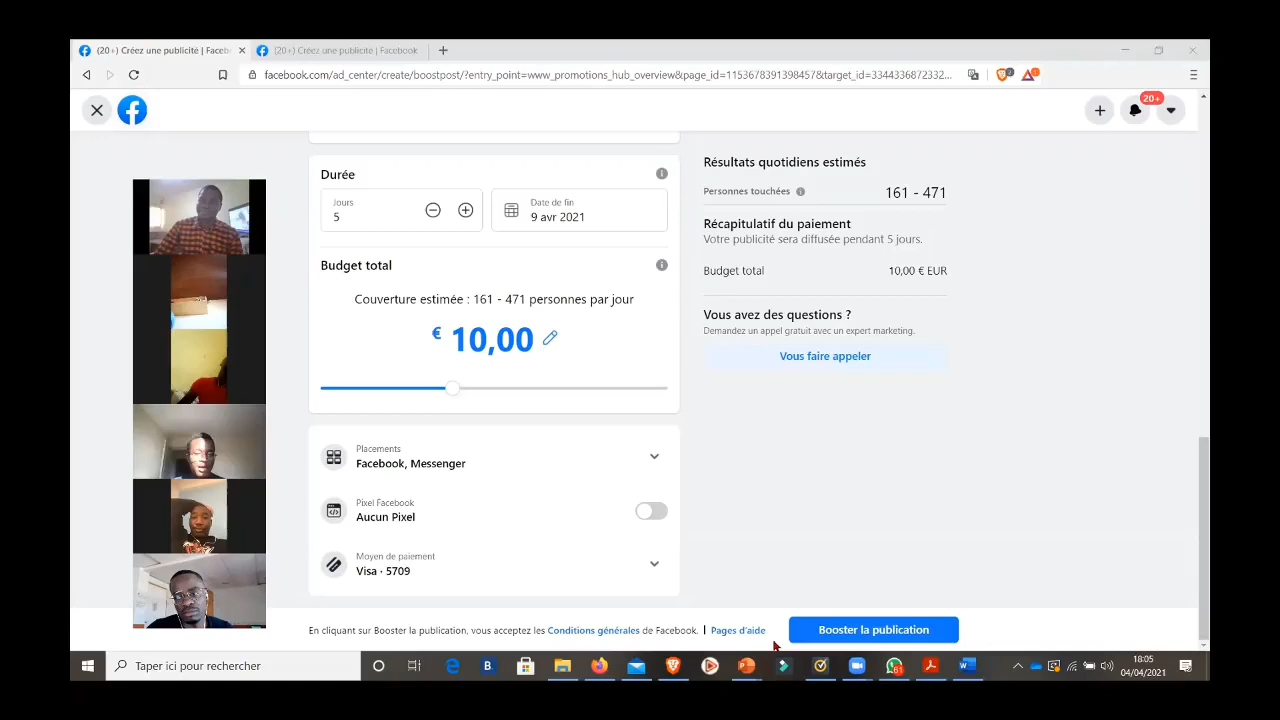 (20+) Créez une publicité | Faceb
(20+) Créez une publicité | Facebook
facebook.com/ad_center/create/boostpost/?entry_point=www_promotions_hub_overview&page_id=1153678391398457&target_id=3344336872332...
2
1
20+
Durée
Jours
5
Date de fin
9 avr 2021
Budget total
Couverture estimée : 161 - 471 personnes par jour
€ 10,00
Placements
Facebook, Messenger
Pixel Facebook
Aucun Pixel
Moyen de paiement
Visa · 5709
Résultats quotidiens estimés
Personnes touchées
161 - 471
Récapitulatif du paiement
Votre publicité sera diffusée pendant 5 jours.
Budget total
10,00 € EUR
Vous avez des questions ?
Demandez un appel gratuit avec un expert marketing.
Vous faire appeler
En cliquant sur Booster la publication, vous acceptez les Conditions générales de Facebook. | Pages d'aide
Booster la publication
Taper ici pour rechercher
B.
61
18:05
04/04/2021